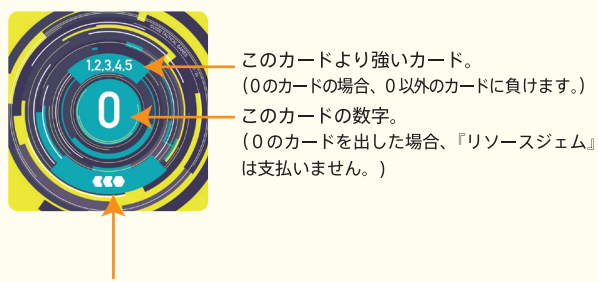 1,2,3,4,5
0
このカードより強いカード。
(0のカードの場合、0以外のカードに負けます。)
このカードの数字。
(0のカードを出した場合、『リソースジェム』
は支払いません。)